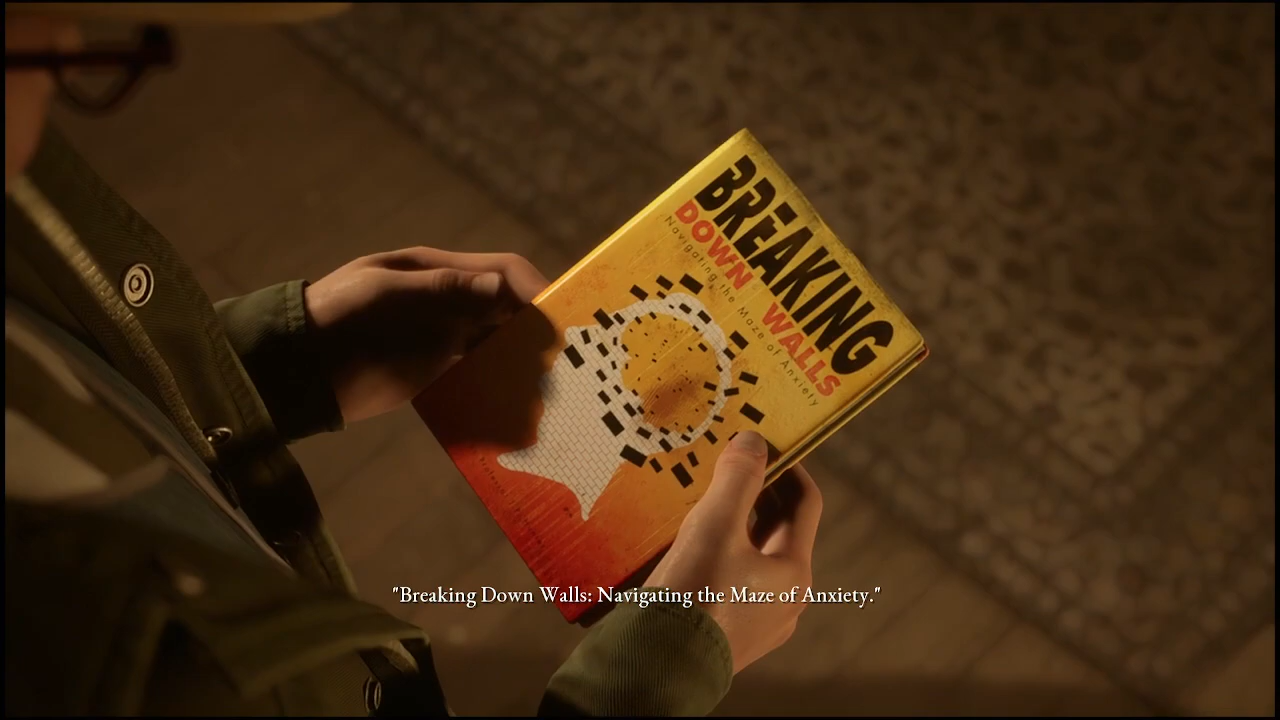 BREAKING
DOWN WALLS
Navigating the Maze of Anxiety
"Breaking Down Walls: Navigating the Maze of Anxiety."